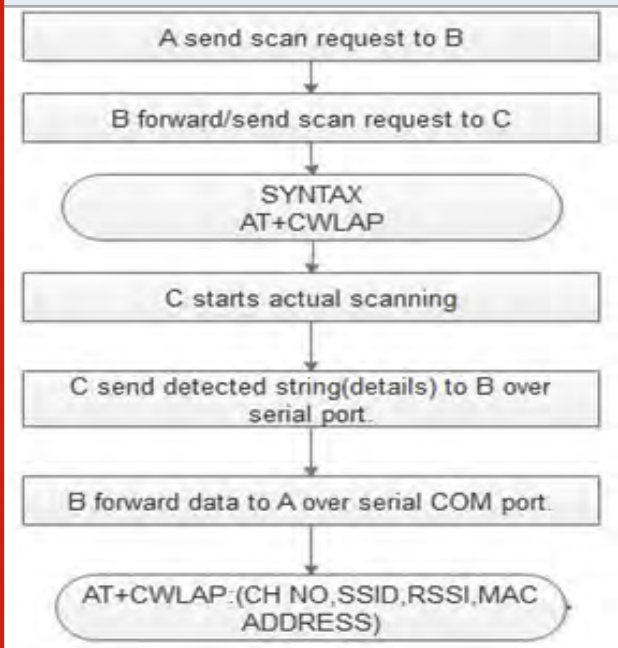 A send scan request to B
B forward/send scan request to C
SYNTAX
AT+CWLAP
C starts actual scanning
C send detected string(details) to B over
serial port.
B forward data to A over serial COM port.
AT+CWLAP:(CH NO,SSID,RSSI,MAC
ADDRESS)